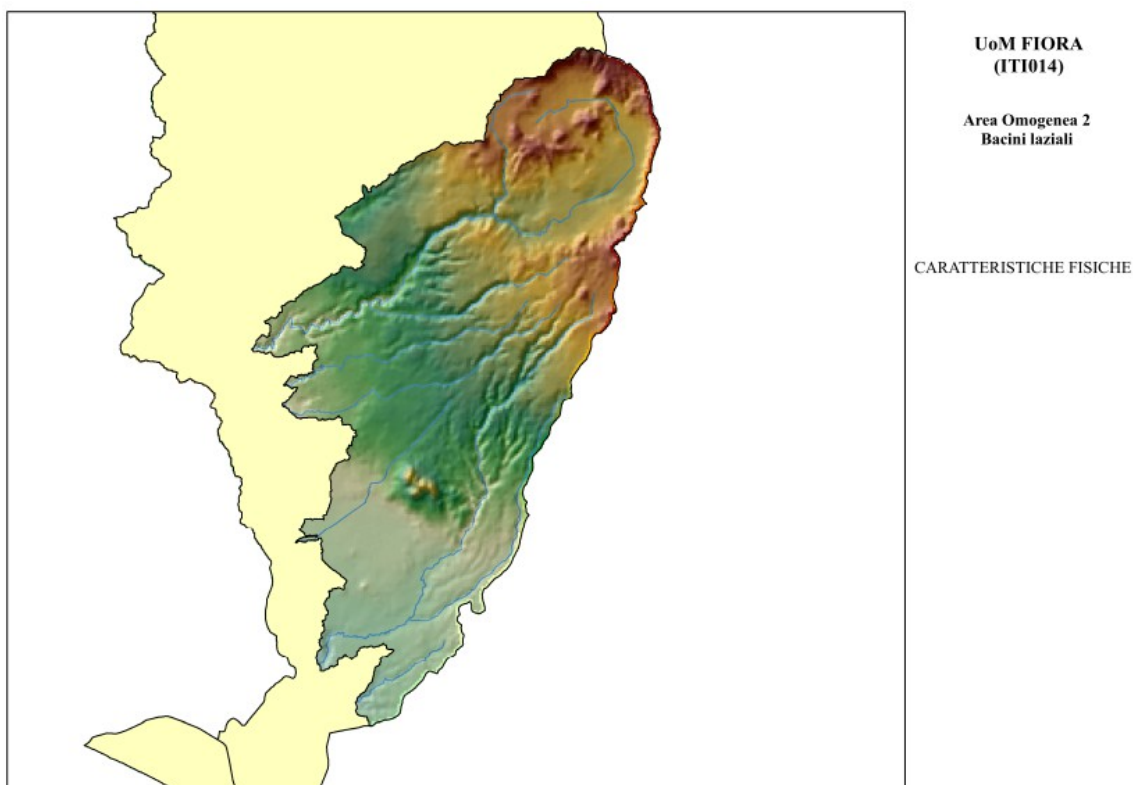 UoM FIORA
(ITI014)
Area Omogenea 2
Bacini laziali
CARATTERISTICHE FISICHE